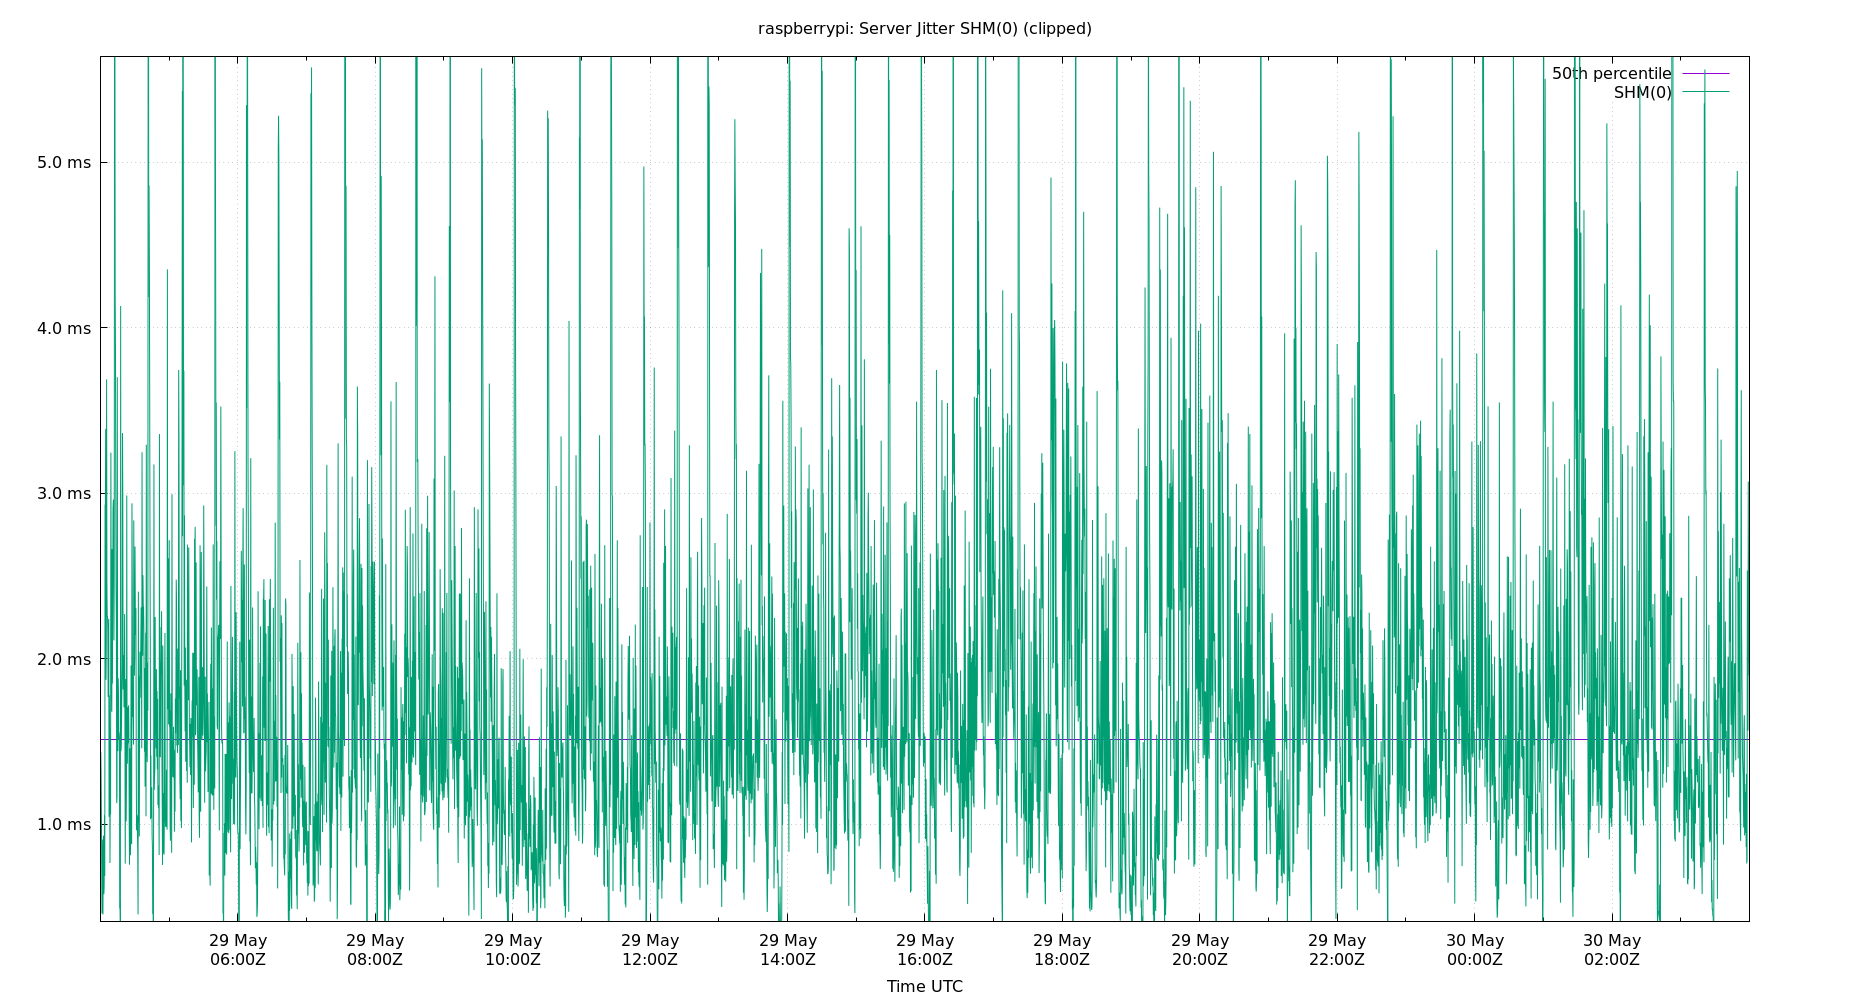 raspberrypi: Server Jitter SHM(0) (clipped)
50th percentile
SHM(0)
5.0 ms
4.0 ms
3.0 ms
2.0 ms
1.0 ms
29 May 29 May 29 May 29 May 29 May 29 May 29 May 29 May 29 May 30 May 30 May
06:00Z 08:00Z 10:00Z 12:00Z 14:00Z 16:00Z 18:00Z 20:00Z 22:00Z 00:00Z 02:00Z
Time UTC